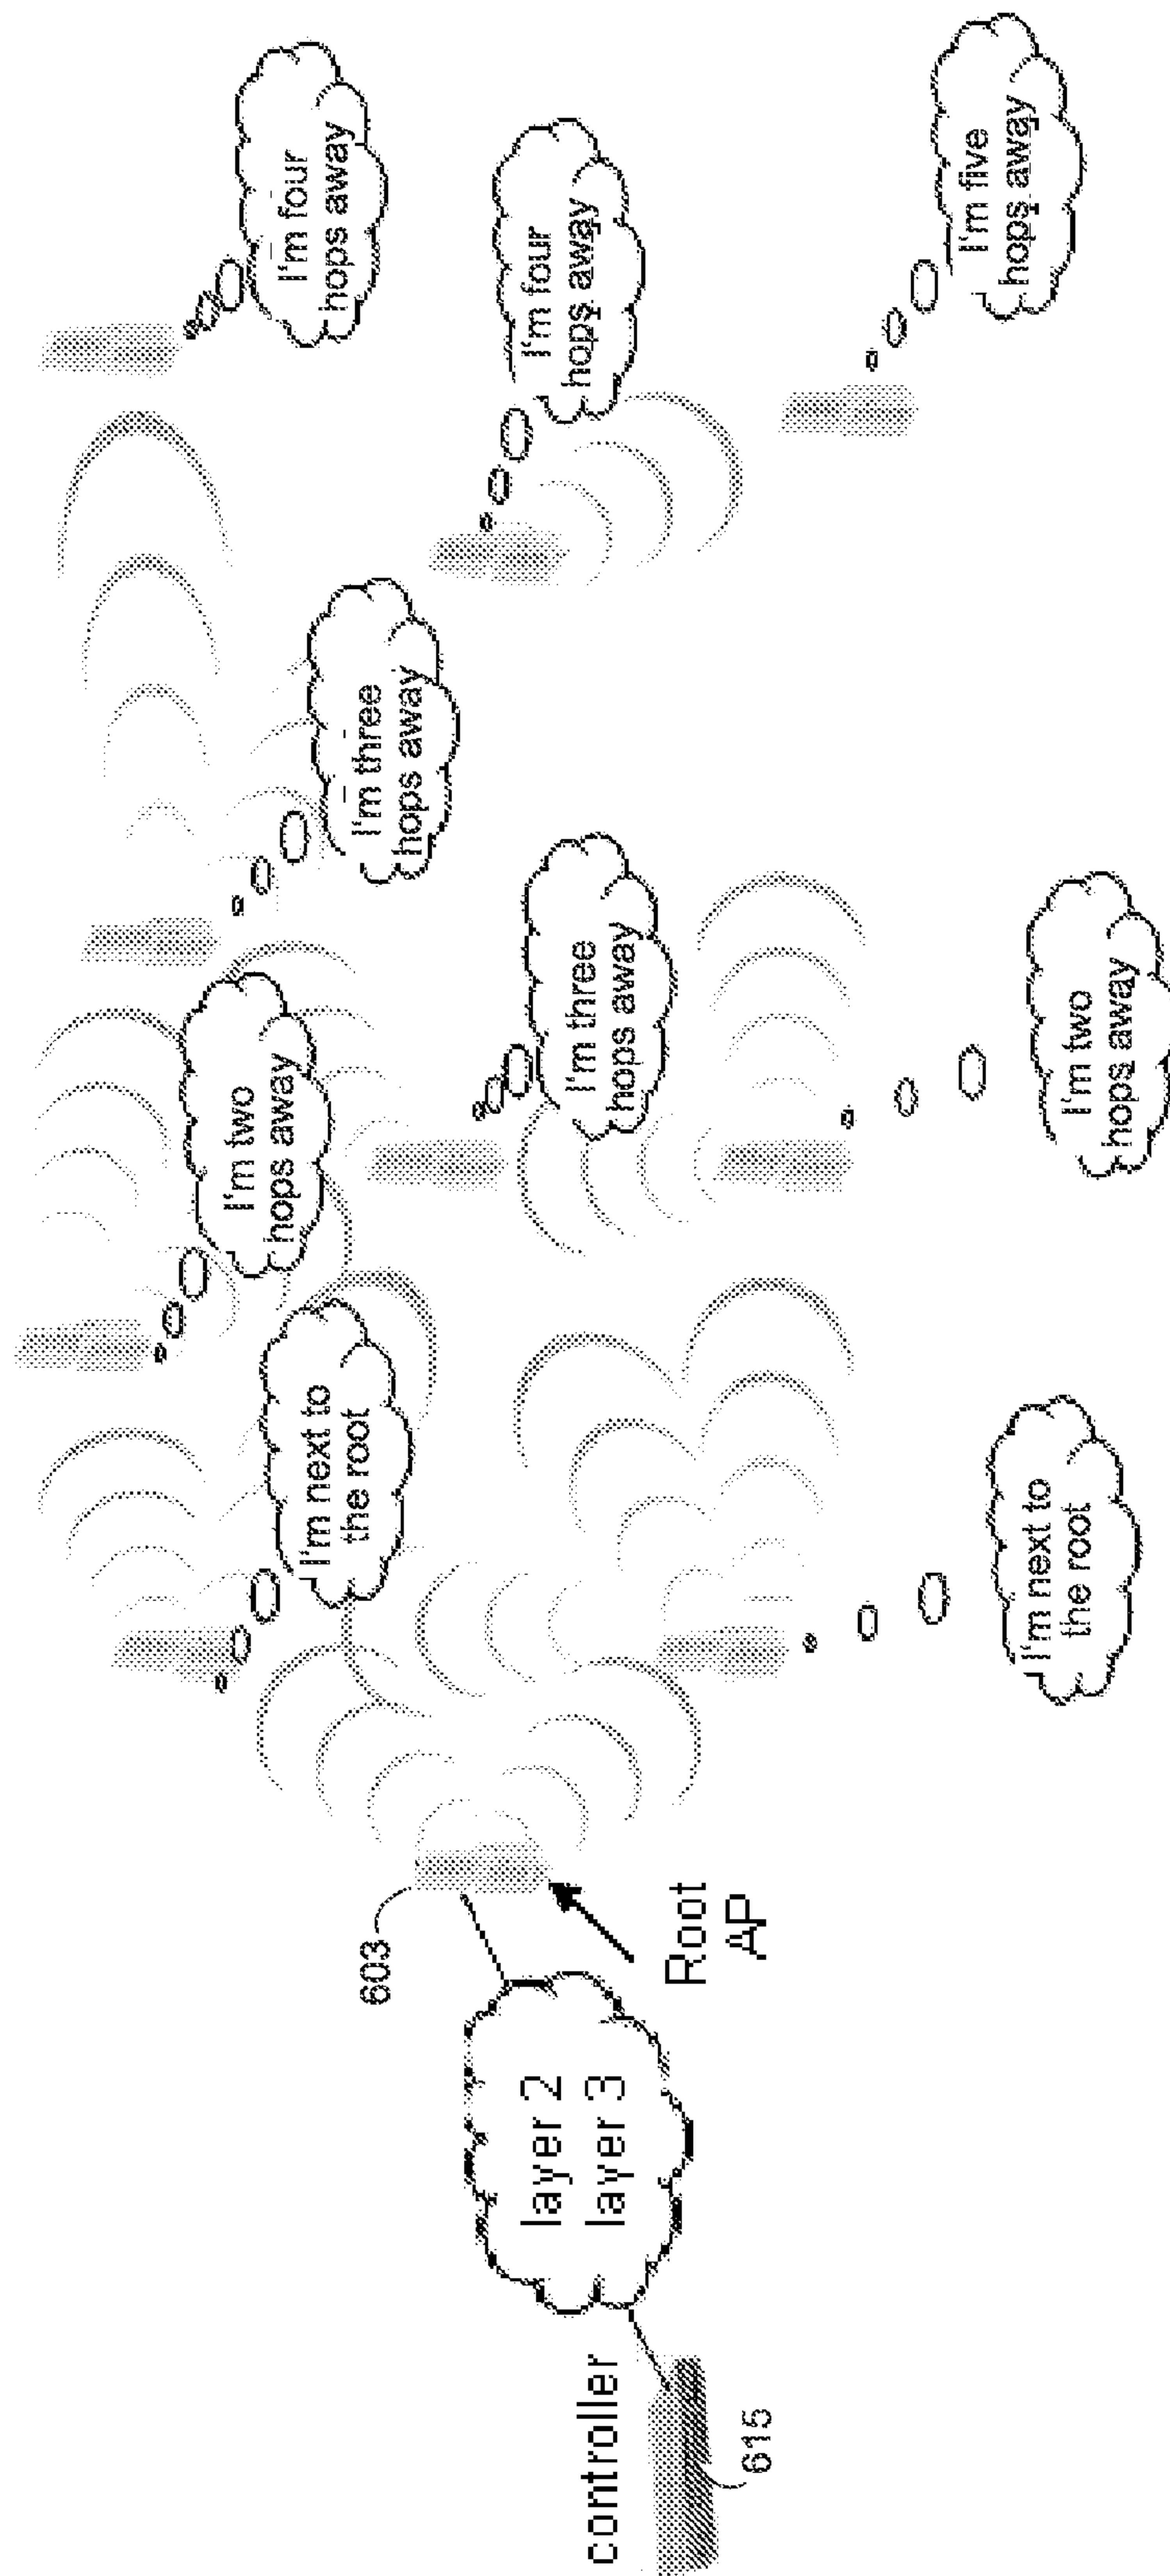 controller
615
layer 2
layer 3
603
Root
AP
I'm next to
the root
I'm next to
the root
I'm two
hops away
I'm two
hops away
I'm three
hops away
I'm three
hops away
I'm four
hops away
I'm four
hops away
I'm five
hops away